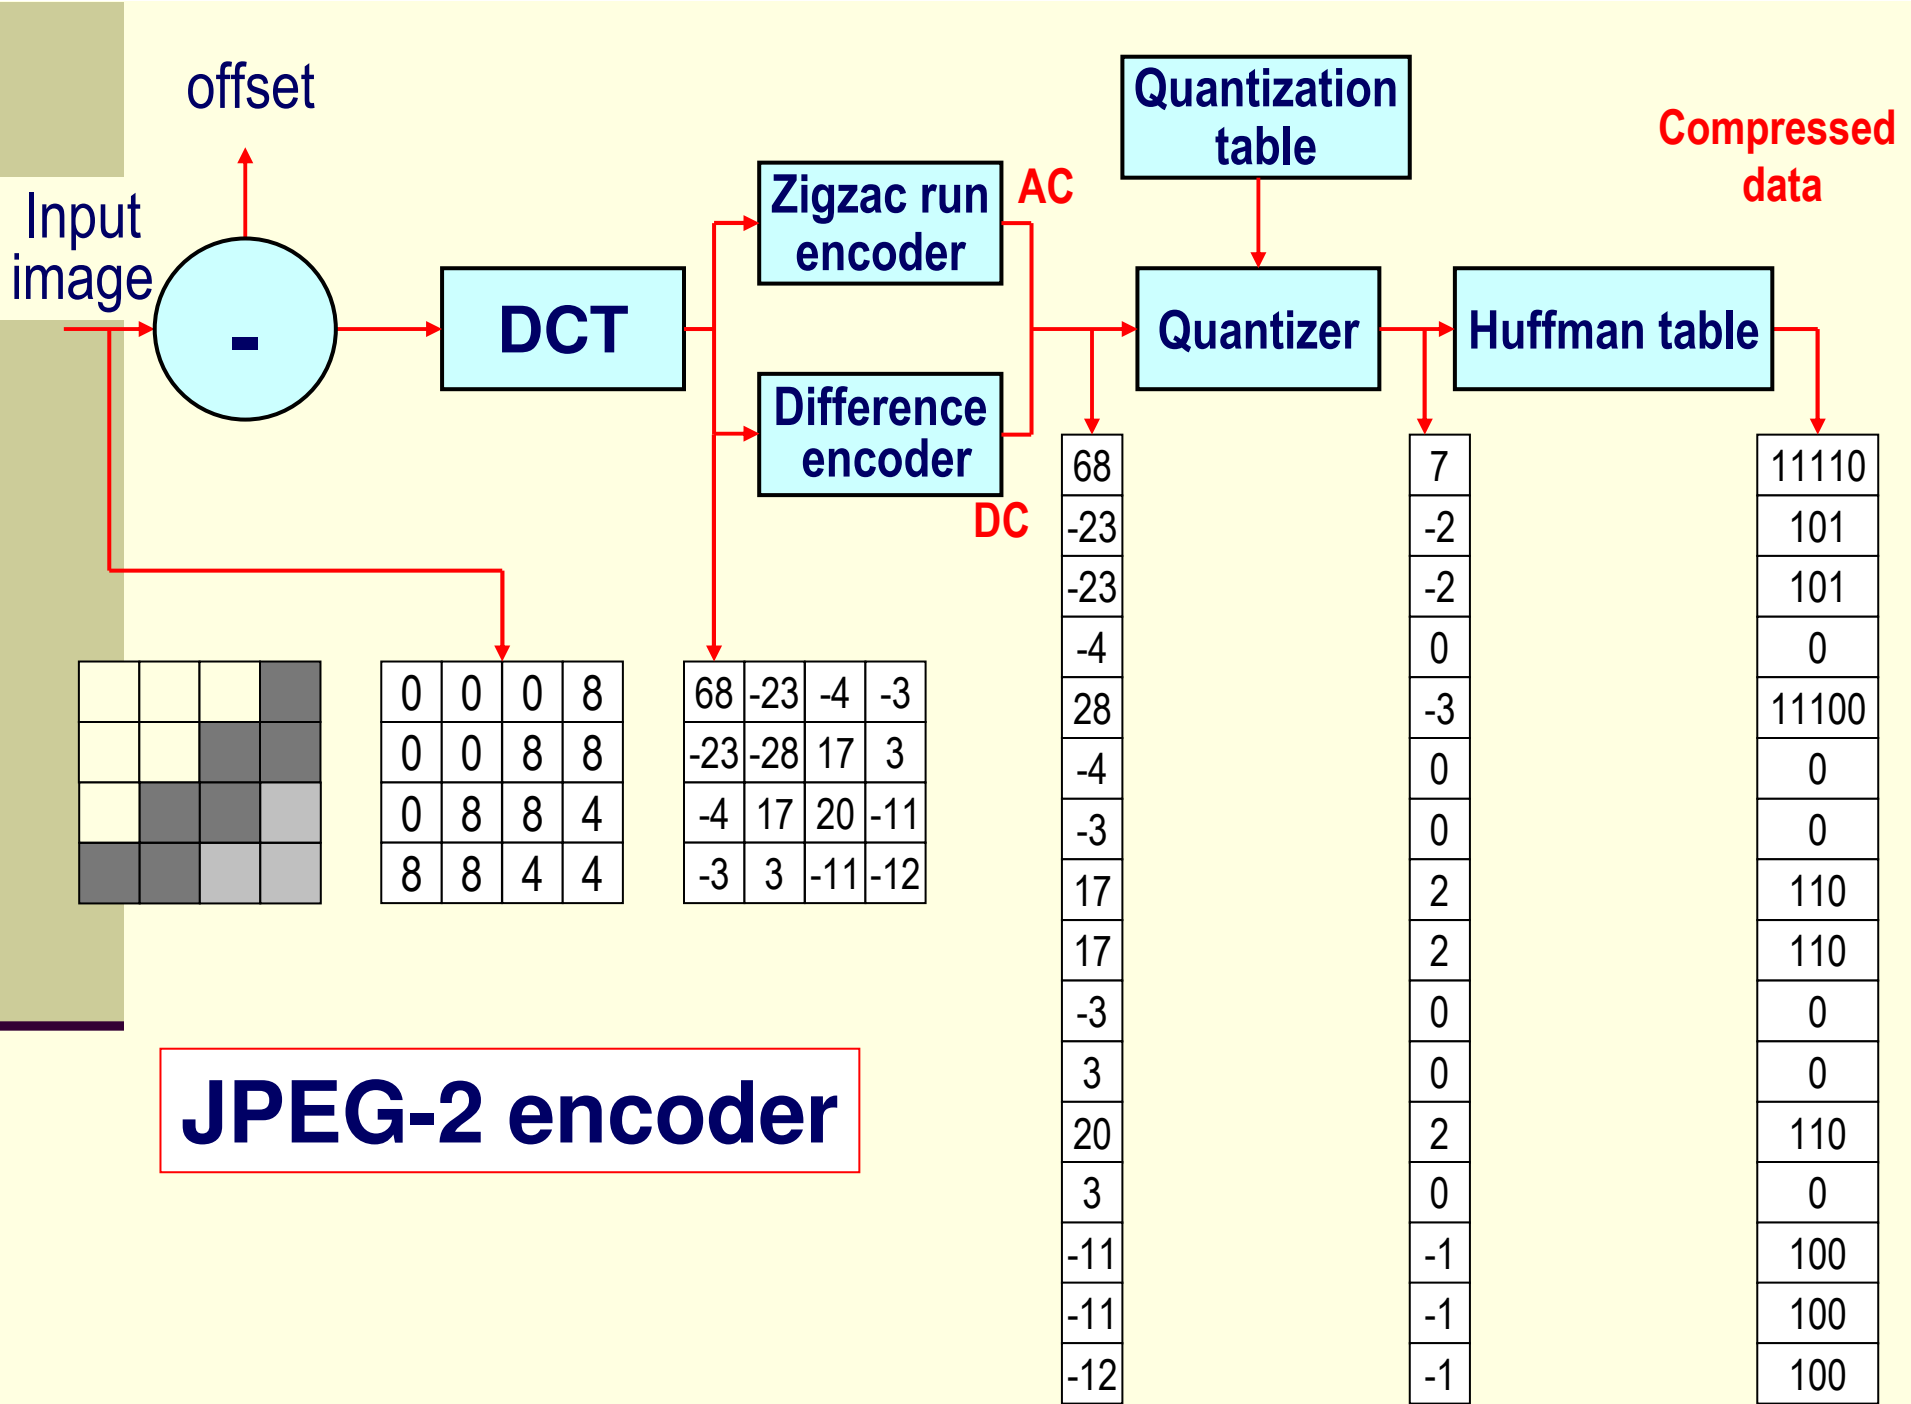 offset
Input
image
-
DCT
Zigzac run
encoder
AC
Difference
encoder
DC
Quantization
table
Quantizer
Huffman table
Compressed
data
0 0 0 8
0 0 8 8
0 8 8 4
8 8 4 4
68 -23 -4 -3
-23 -28 17 3
-4 17 20 -11
-3 3 -11 -12
68 7 11110
-23 -2 101
-23 -2 101
-4 0 0
28 -3 11100
-4 0 0
-3 0 0
17 2 110
17 2 110
-3 0 0
3 0 0
20 2 110
3 0 0
-11 -1 100
-11 -1 100
-12 -1 100
JPEG-2 encoder